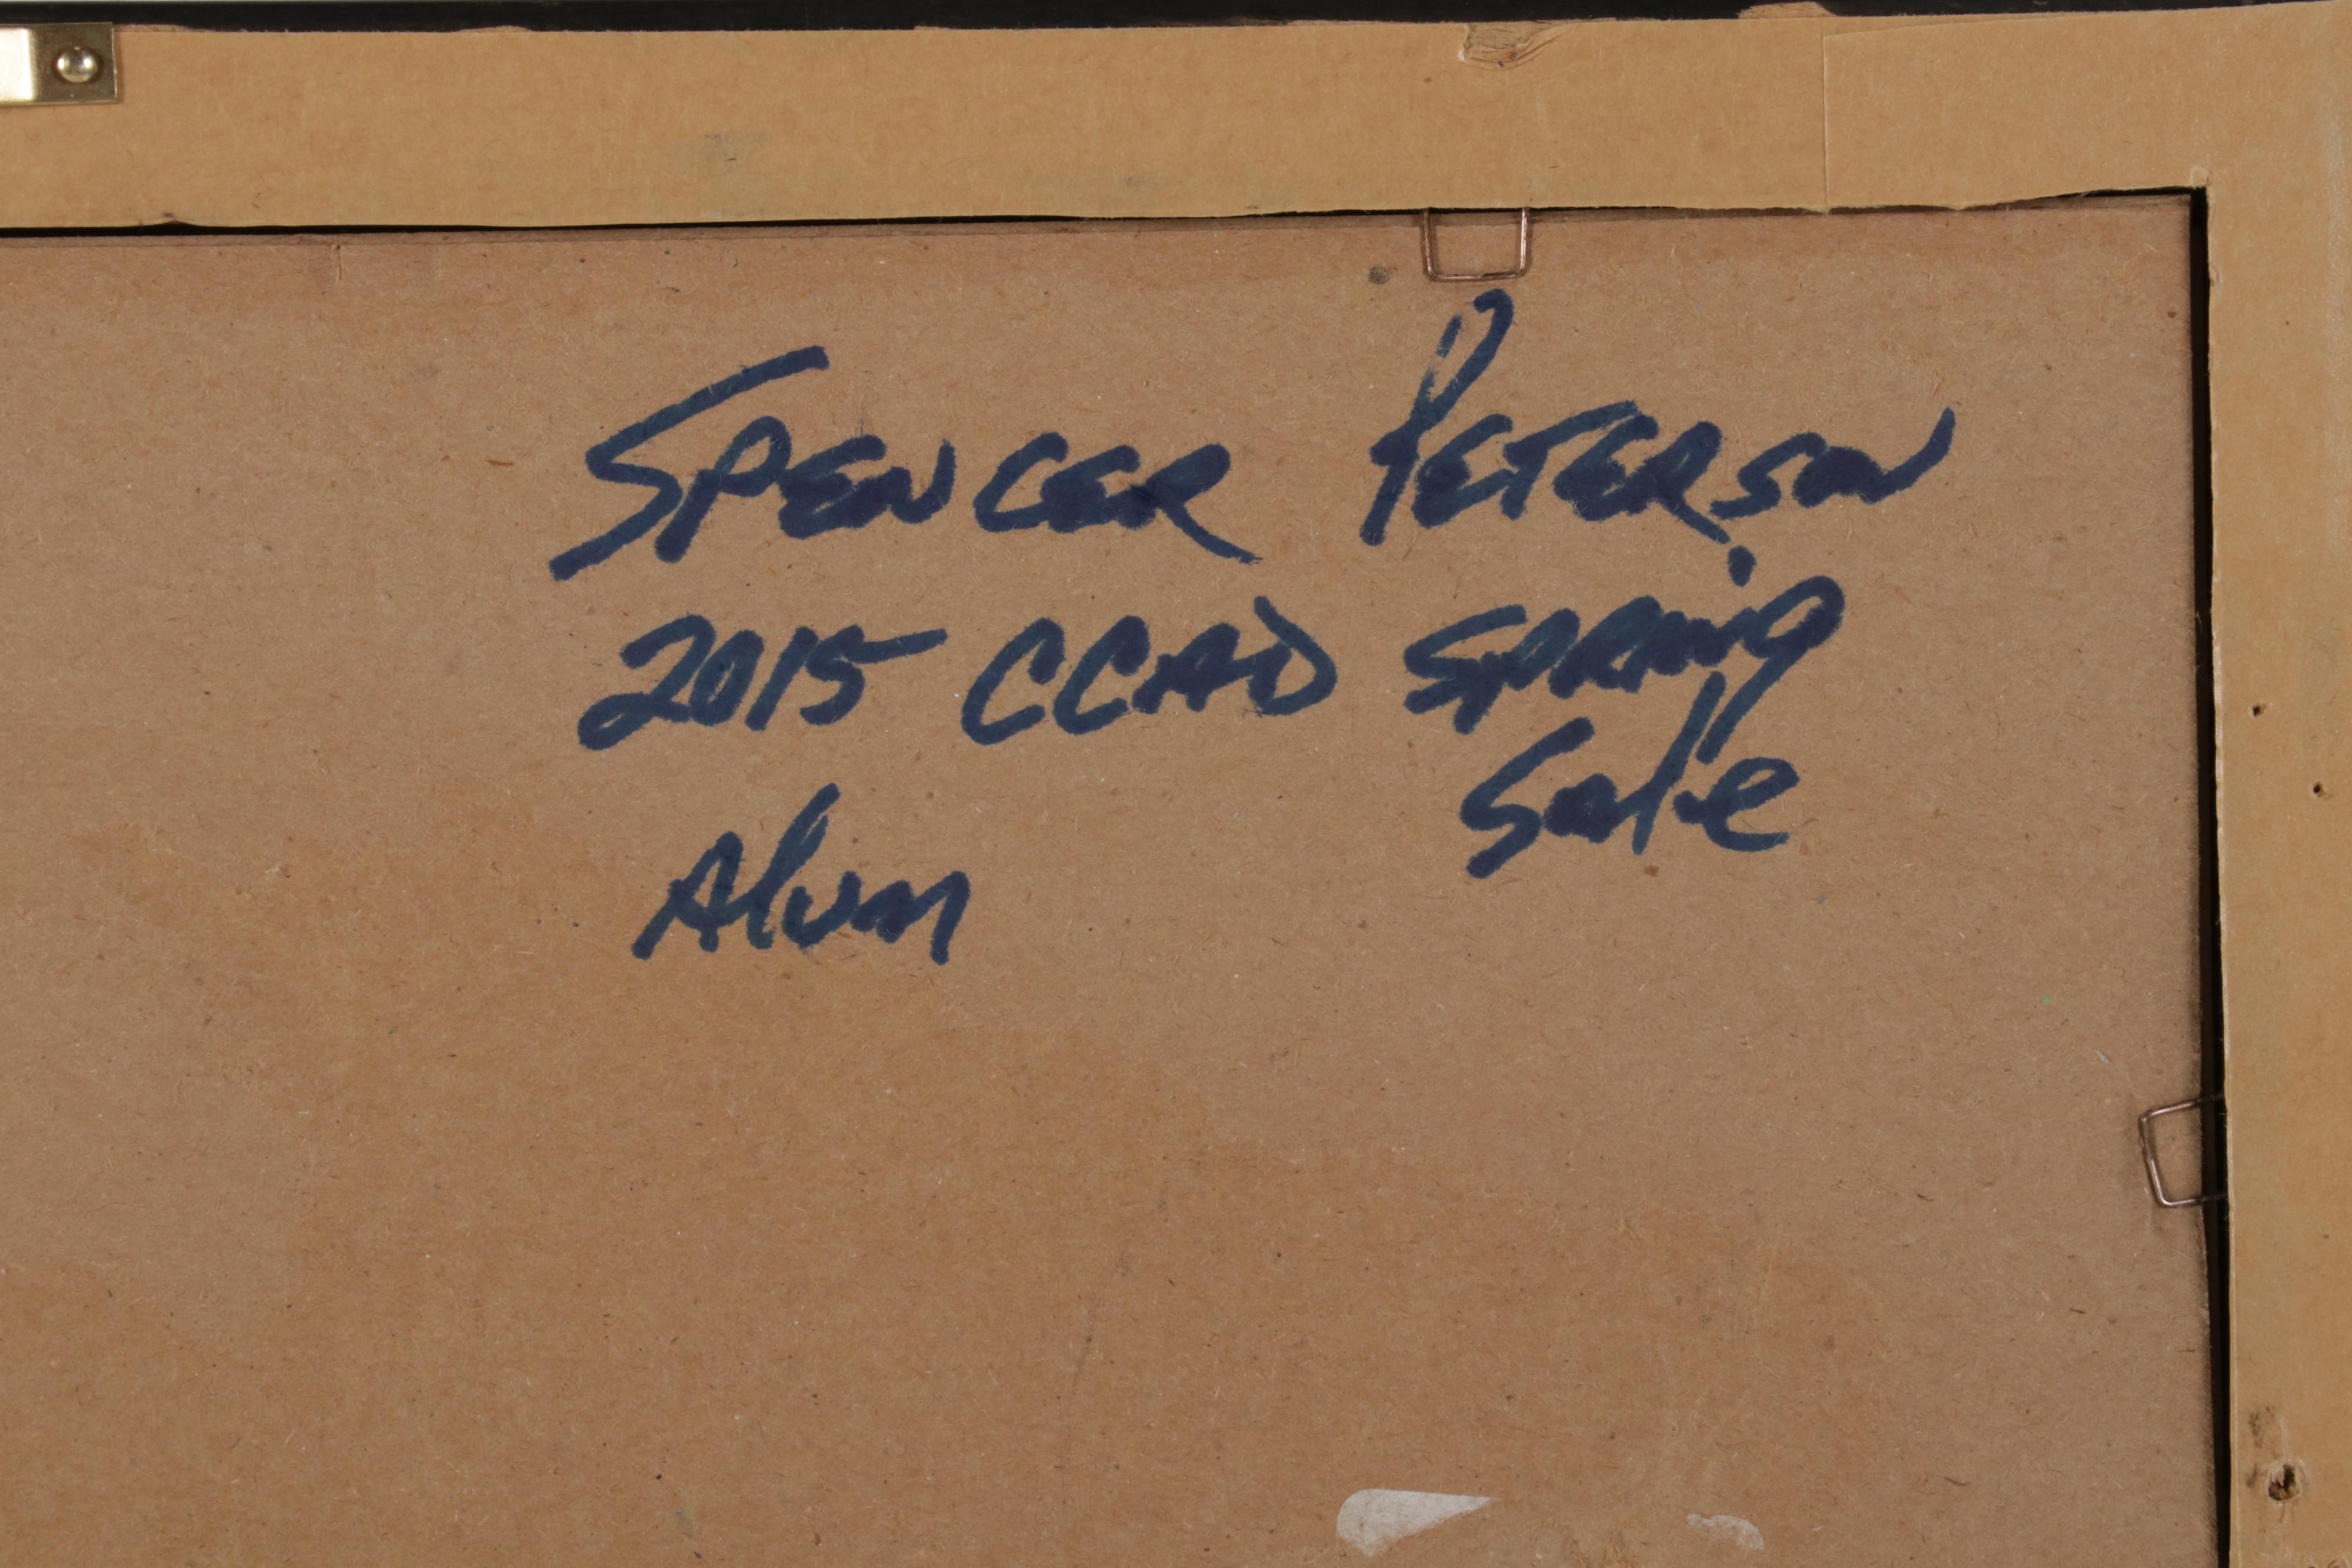 SPENCER PETERSON
2015 CCAD SPRiNg
Sale
Alum